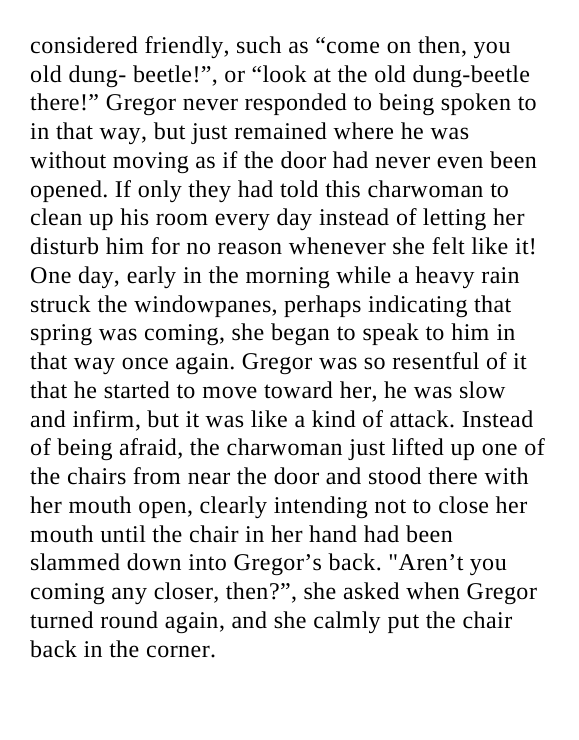 considered friendly, such as “come on then, you
old dung- beetle!”, or “look at the old dung-beetle
there!” Gregor never responded to being spoken to
in that way, but just remained where he was
without moving as if the door had never even been
opened. If only they had told this charwoman to
clean up his room every day instead of letting her
disturb him for no reason whenever she felt like it!
One day, early in the morning while a heavy rain
struck the windowpanes, perhaps indicating that
spring was coming, she began to speak to him in
that way once again. Gregor was so resentful of it
that he started to move toward her, he was slow
and infirm, but it was like a kind of attack. Instead
of being afraid, the charwoman just lifted up one of
the chairs from near the door and stood there with
her mouth open, clearly intending not to close her
mouth until the chair in her hand had been
slammed down into Gregor’s back. "Aren’t you
coming any closer, then?”, she asked when Gregor
turned round again, and she calmly put the chair
back in the corner.